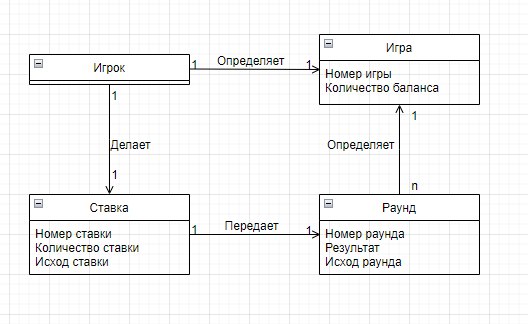 Игрок
1
Определяет
1
Игра
Номер игры
Количество баланса
1
Делает
1
Определяет
1
n
Ставка
Номер ставки
Количество ставки
Исход ставки
1
Передает
1
Раунд
Номер раунда
Результат
Исход раунда